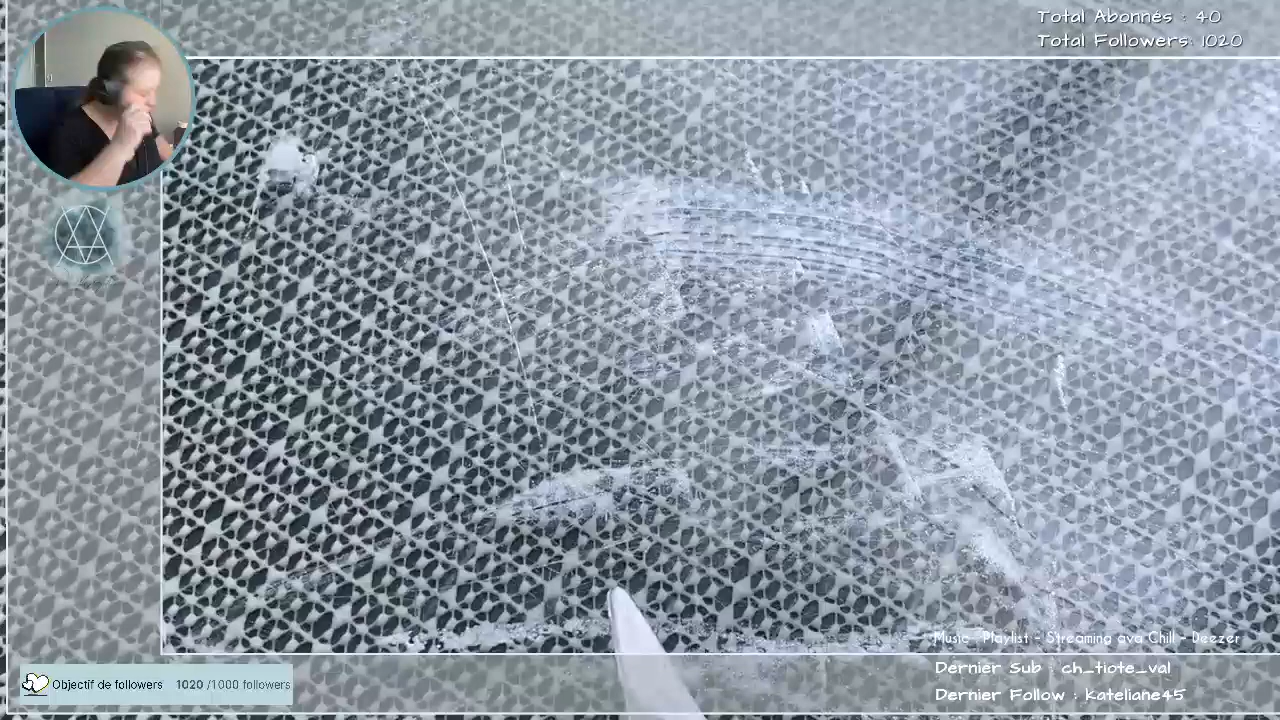 Total Abonnés : 40
Total Followers: 1020
Music : Playlist - Streaming ava Chill - Deezer
Dernier Sub : ch_tiote_val
Dernier Follow : kateliane45
Objectif de followers 1020 /1000 followers